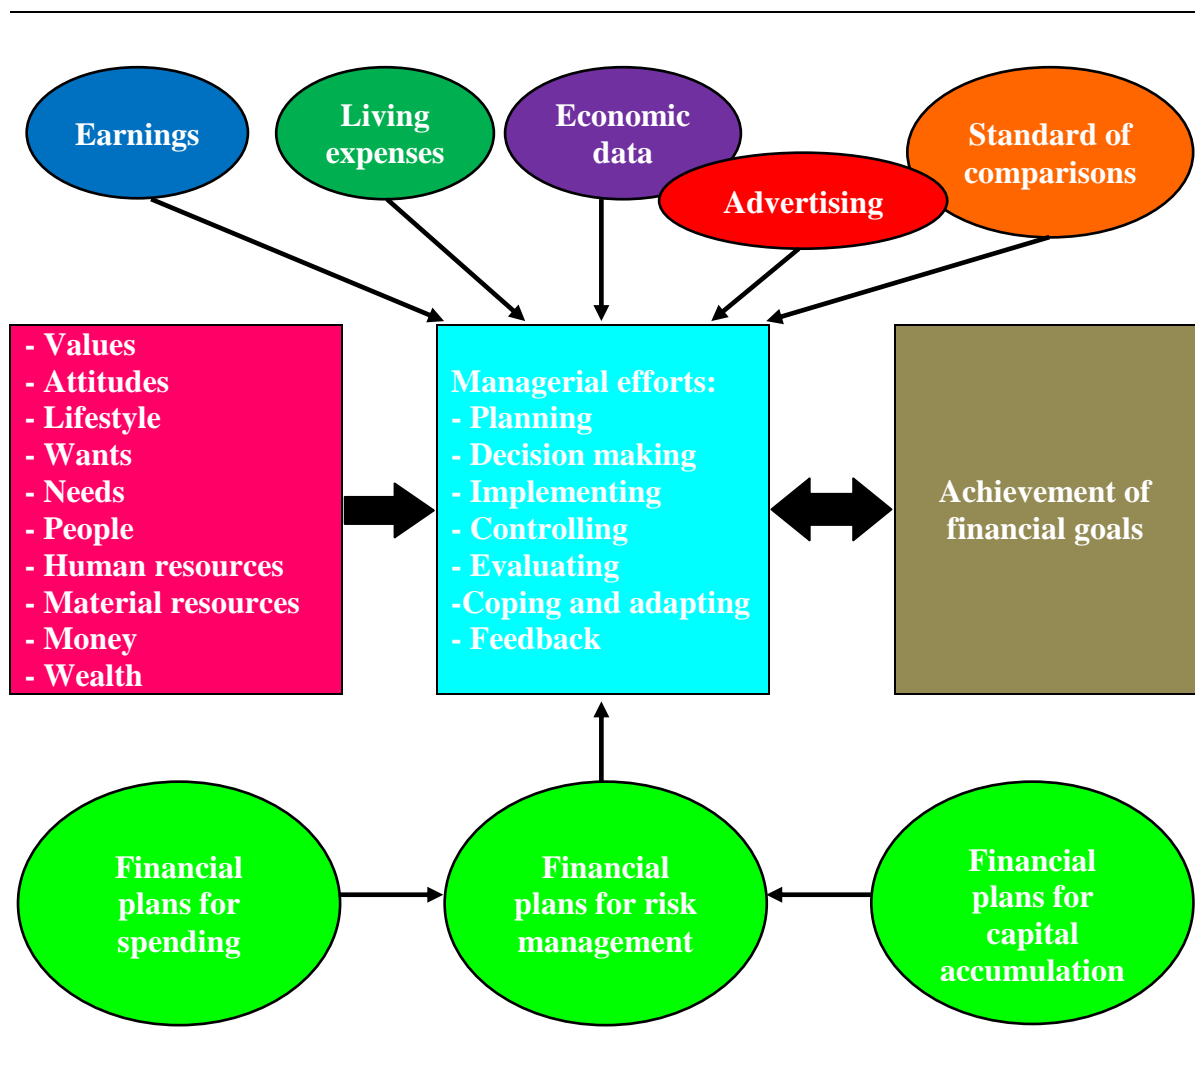 Earnings
Living
expenses
Economic
data
Advertising
Standard of
comparisons
- Values
- Attitudes
- Lifestyle
- Wants
- Needs
- People
- Human resources
- Material resources
- Money
- Wealth
Managerial efforts:
- Planning
- Decision making
- Implementing
- Controlling
- Evaluating
-Coping and adapting
- Feedback
Achievement of
financial goals
Financial
plans for
spending
Financial
plans for risk
management
Financial
plans for
capital
accumulation